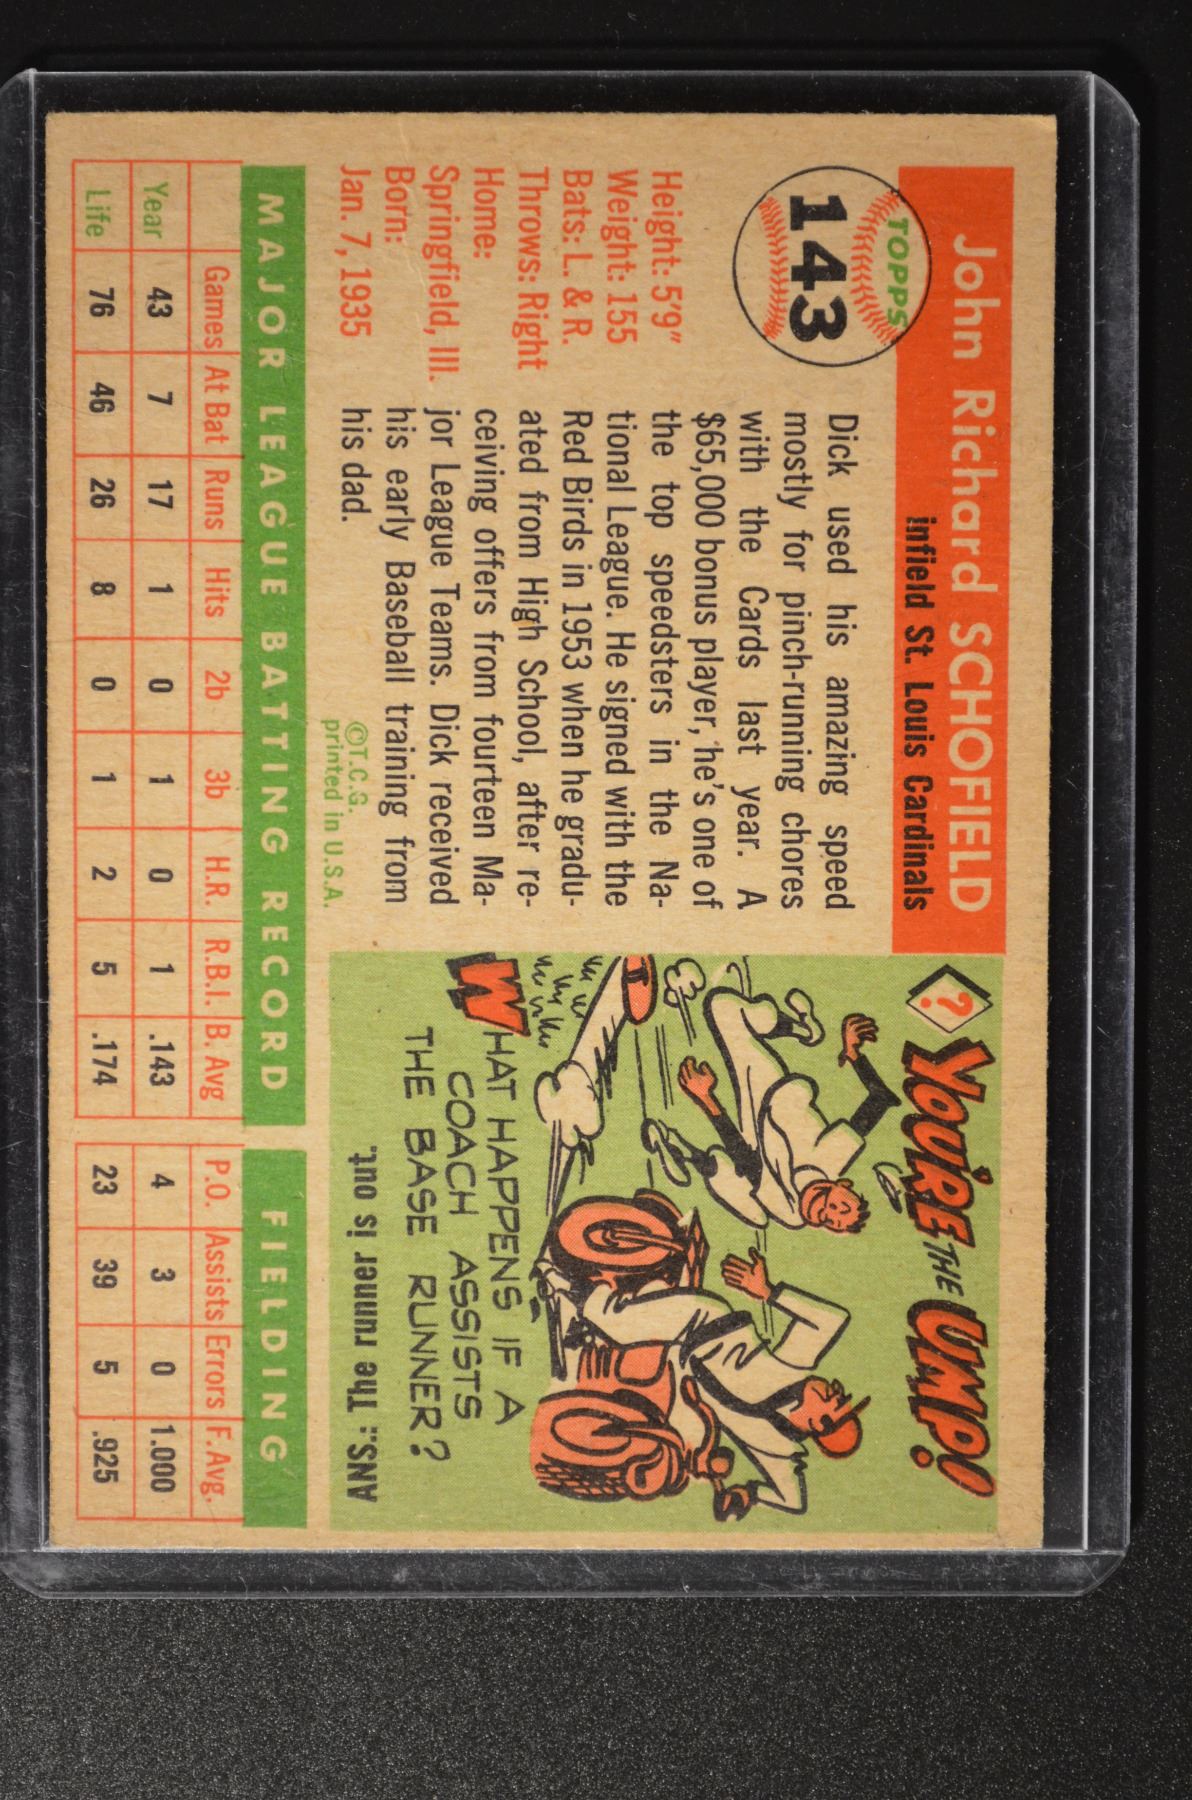 John Richard SCHOFIELD
infield St. Louis Cardinals
TOPPS
143
Height: 5'9"
Weight: 155
Bats: L. & R.
Throws: Right
Home:
Springfield, Ill.
Born:
Jan. 7, 1935
Dick used his amazing speed
mostly for pinch-running chores
with the Cards last year. A
$65,000 bonus player, he's one of
the top speedsters in the Na-
tional League. He signed with the
Red Birds in 1953 when he gradu-
ated from High School, after re-
ceiving offers from fourteen Ma-
jor League Teams. Dick received
his early Baseball training from
his dad.
©T.C.G.
printed in U.S.A.
? YOU'RE THE UMP!
WHAT HAPPENS IF A
COACH ASSISTS
THE BASE RUNNER?
ANS.: The runner is out.
MAJOR LEAGUE BATTING RECORD FIELDING
Games At Bat Runs Hits 2b 3b H.R. R.B.I. B. Avg P.O. Assists Errors F. Avg.
Year 43 7 17 1 0 1 0 1 .143 4 3 0 1.000
Life 76 46 26 8 0 1 2 5 .174 23 39 5 .925